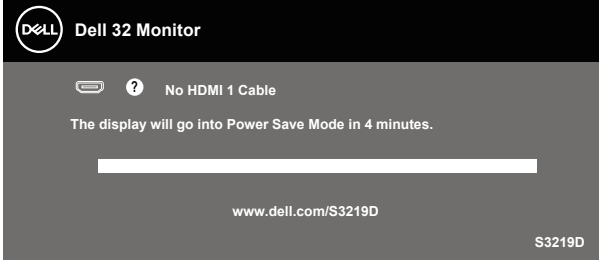 DELL Dell 32 Monitor
? No HDMI 1 Cable
The display will go into Power Save Mode in 4 minutes.
www.dell.com/S3219D
S3219D